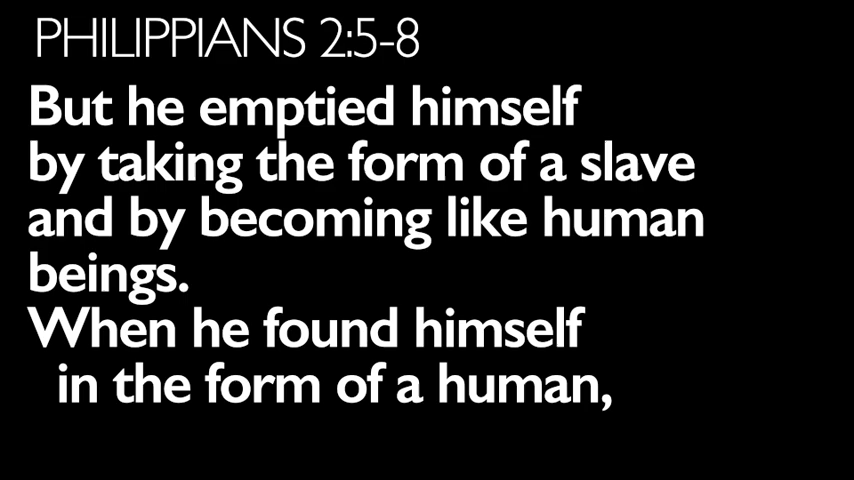 PHILIPPIANS 2:5-8
But he emptied himself
by taking the form of a slave
and by becoming like human
beings.
When he found himself
in the form of a human,